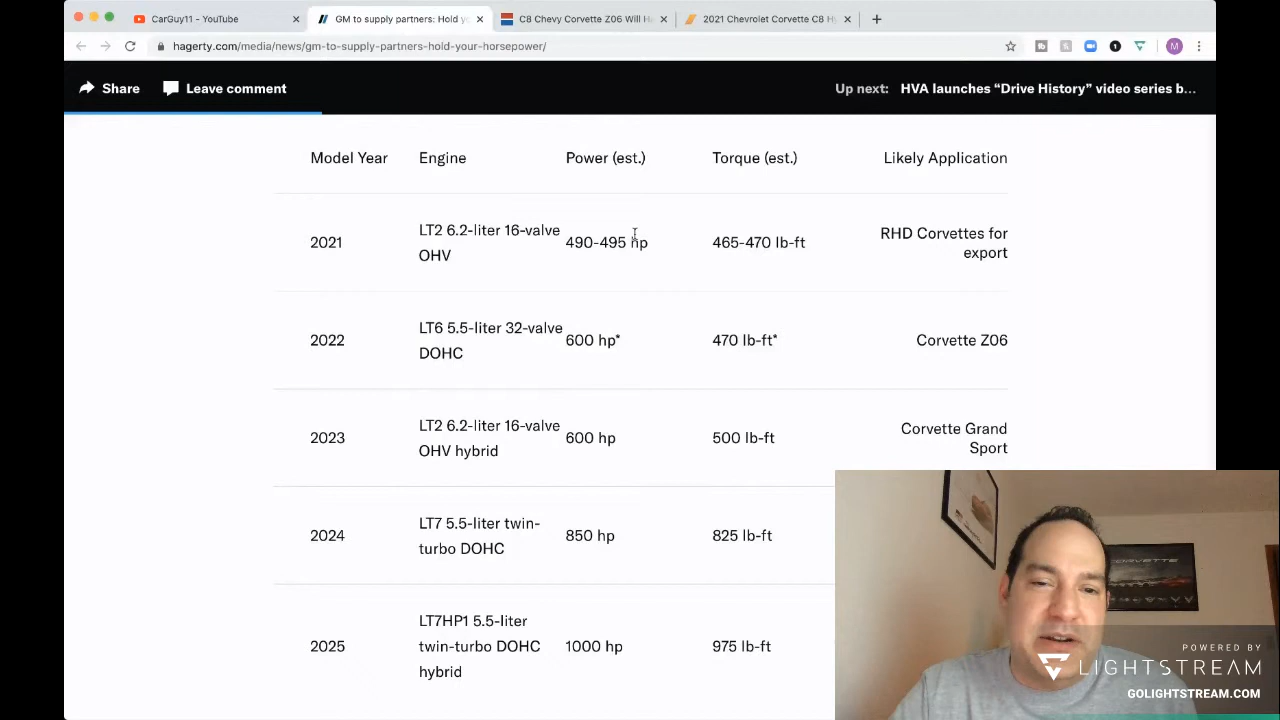 CarGuy11 - YouTube
GM to supply partners: Hold yo
C8 Chevy Corvette Z06 Will H
2021 Chevrolet Corvette C8 H
hagerty.com/media/news/gm-to-supply-partners-hold-your-horsepower/
M
Share
Leave comment
Up next: HVA launches “Drive History” video series b...
Model Year Engine Power (est.) Torque (est.) Likely Application
2021 LT2 6.2-liter 16-valve OHV 490-495 hp 465-470 lb-ft RHD Corvettes for export
2022 LT6 5.5-liter 32-valve DOHC 600 hp* 470 lb-ft* Corvette Z06
2023 LT2 6.2-liter 16-valve OHV hybrid 600 hp 500 lb-ft Corvette Grand Sport
2024 LT7 5.5-liter twin-turbo DOHC 850 hp 825 lb-ft
2025 LT7HP1 5.5-liter twin-turbo DOHC hybrid 1000 hp 975 lb-ft
CORVETTE
POWERED BY
LIGHTSTREAM
GOLIGHTSTREAM.COM